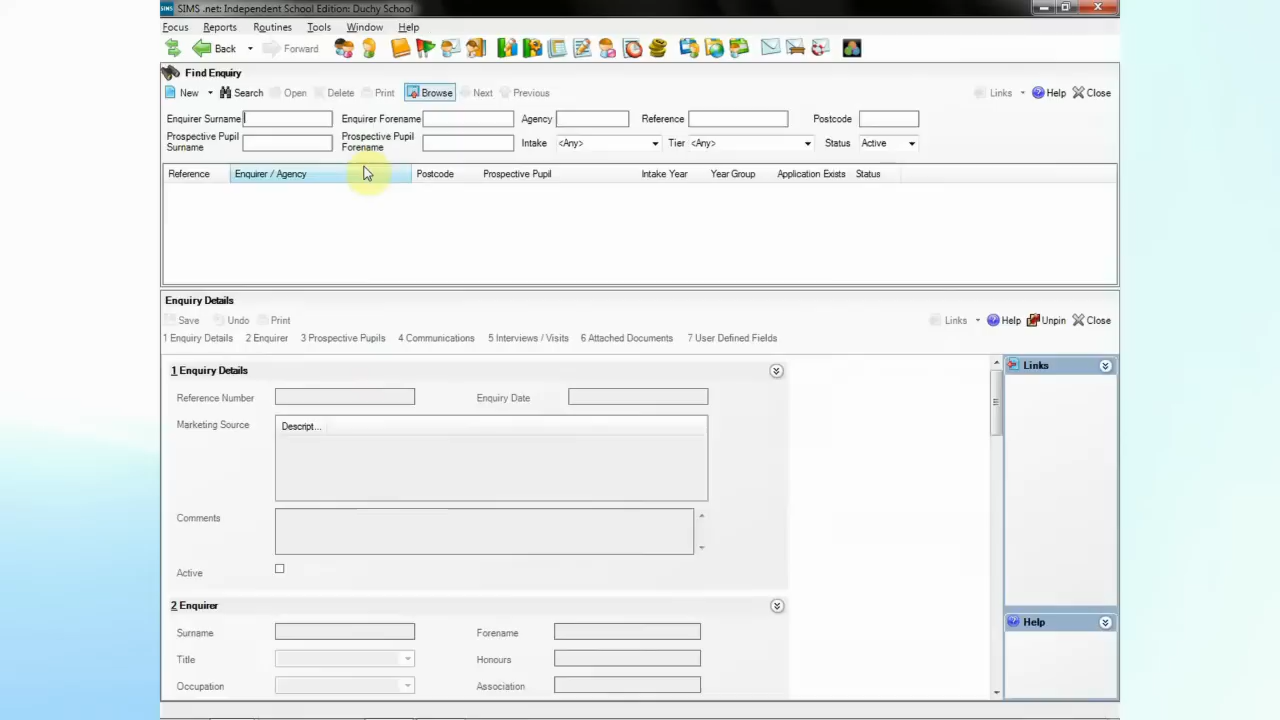 SIMS .net: Independent School Edition: Duchy School
Focus Reports Routines Tools Window Help
Back Forward
Find Enquiry
New Search Open Delete Print Browse Next Previous Links Help Close
Enquirer Surname Enquirer Forename Agency Reference Postcode
Prospective Pupil Surname Prospective Pupil Forename Intake <Any> Tier <Any> Status Active
Reference Enquirer / Agency Postcode Prospective Pupil Intake Year Year Group Application Exists Status
Enquiry Details
Save Undo Print Links Help Unpin Close
1 Enquiry Details 2 Enquirer 3 Prospective Pupils 4 Communications 5 Interviews / Visits 6 Attached Documents 7 User Defined Fields
1 Enquiry Details Links
Reference Number Enquiry Date
Marketing Source Descript...
Comments
Active
2 Enquirer Help
Surname Forename
Title Honours
Occupation Association